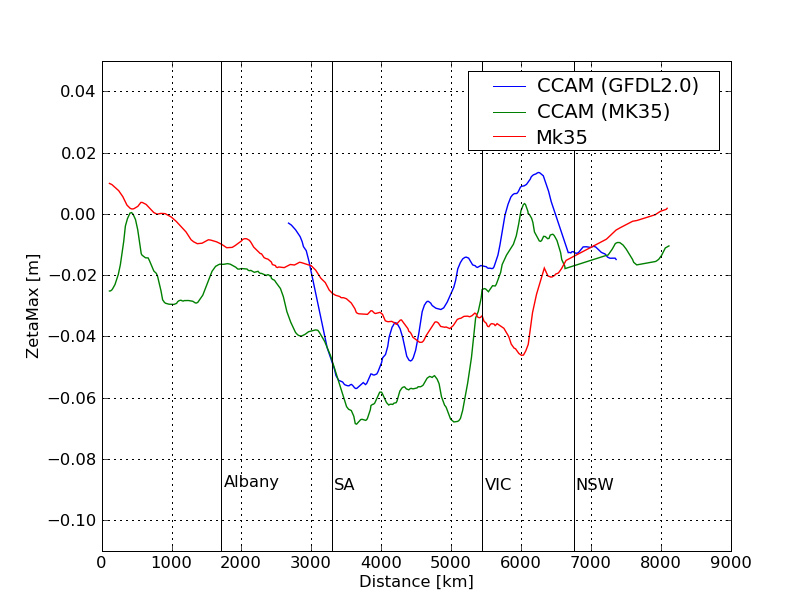 CCAM (GFDL2.0)
CCAM (MK35)
Mk35
0.04
0.02
0.00
−0.02
−0.04
−0.06
−0.08
−0.10
ZetaMax [m]
Albany
SA
VIC
NSW
0 1000 2000 3000 4000 5000 6000 7000 8000 9000
Distance [km]